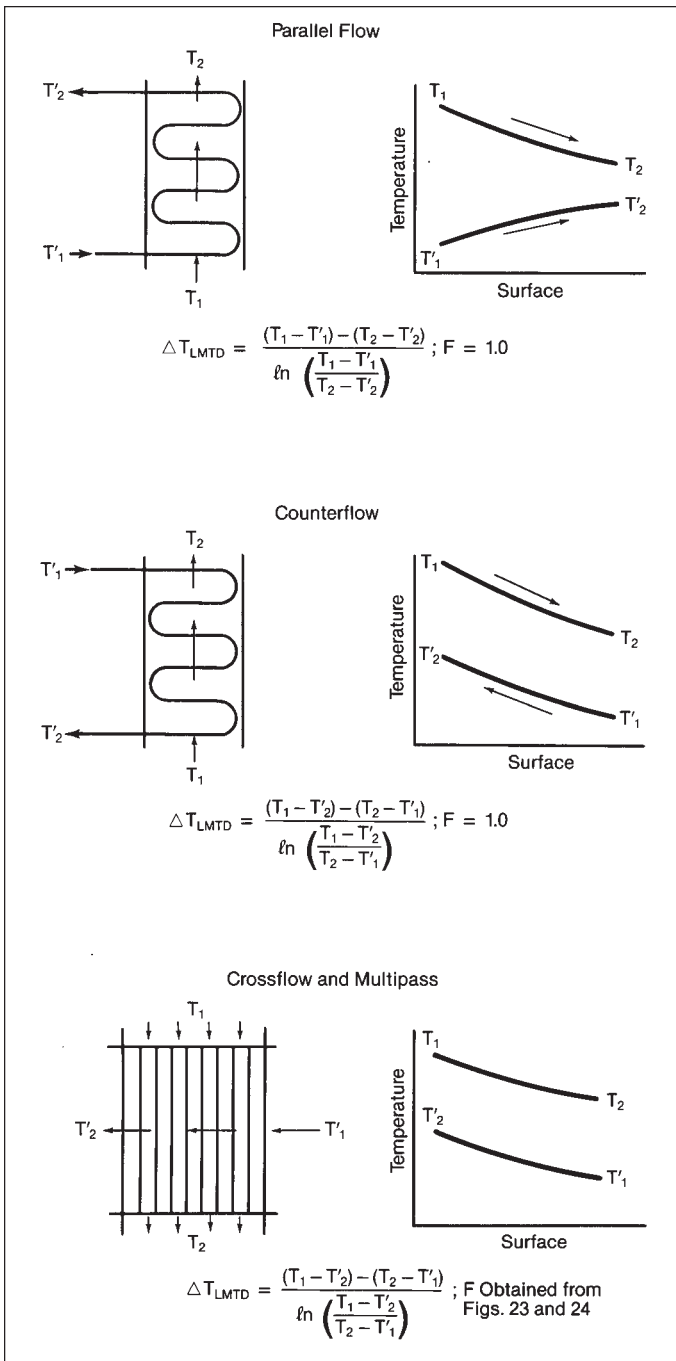 Parallel Flow
T₂
T'₂
T'₁
T₁
Temperature
T₁
T₂
T'₂
T'₁
Surface
△T_LMTD = (T₁ − T'₁) − (T₂ − T'₂) / ℓn ( T₁ − T'₁ / T₂ − T'₂ ) ; F = 1.0
Counterflow
T₂
T'₁
T'₂
T₁
Temperature
T₁
T₂
T'₂
T'₁
Surface
△T_LMTD = (T₁ − T'₂) − (T₂ − T'₁) / ℓn ( T₁ − T'₂ / T₂ − T'₁ ) ; F = 1.0
Crossflow and Multipass
T₁
T'₂
T'₁
T₂
Temperature
T₁
T₂
T'₂
T'₁
Surface
△T_LMTD = (T₁ − T'₂) − (T₂ − T'₁) / ℓn ( T₁ − T'₂ / T₂ − T'₁ ) ; F Obtained from
Figs. 23 and 24